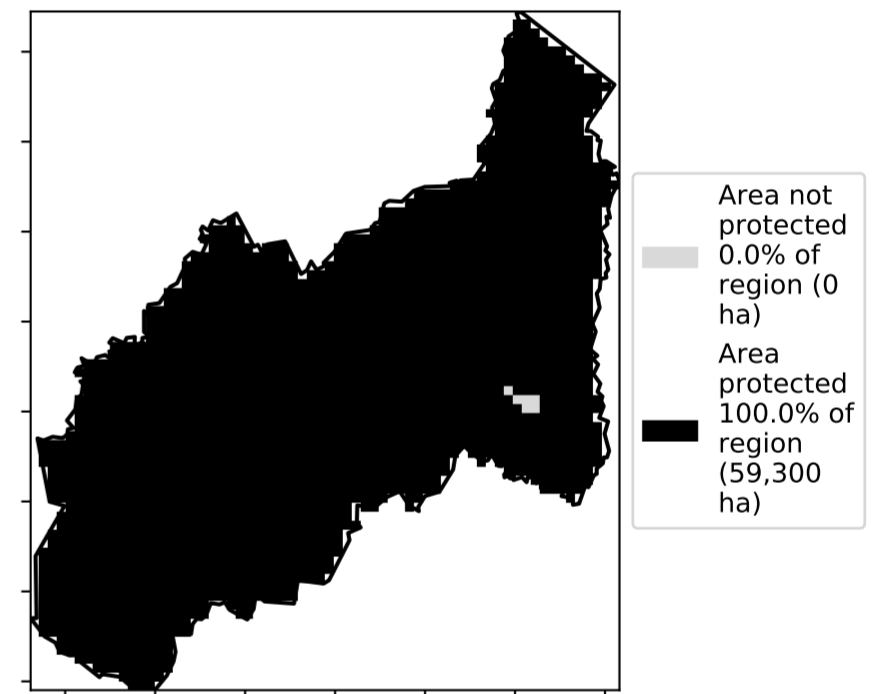 Area not
protected
0.0% of
region (0
ha)
Area
protected
100.0% of
region
(59,300
ha)